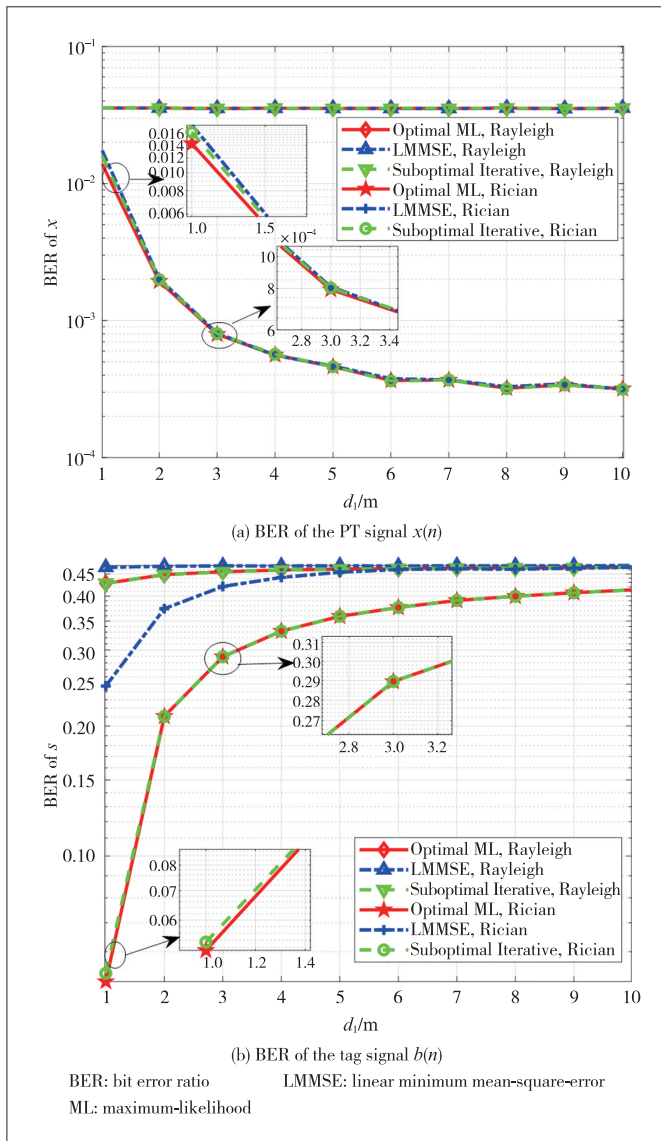 10⁻¹
10⁻²
10⁻³
10⁻⁴
BER of x
0.016
0.014
0.012
0.010
0.008
0.006
1.0 1.5
×10⁻⁴
10
8
6
2.8 3.0 3.2 3.4
Optimal ML, Rayleigh
LMMSE, Rayleigh
Suboptimal Iterative, Rayleigh
Optimal ML, Rician
LMMSE, Rician
Suboptimal Iterative, Rician
1 2 3 4 5 6 7 8 9 10
d₁/m
(a) BER of the PT signal x(n)
0.45
0.40
0.35
0.30
0.25
0.20
0.15
0.10
BER of s
0.31
0.30
0.29
0.28
0.27
2.8 3.0 3.2
0.08
0.07
0.06
1.0 1.2 1.4
Optimal ML, Rayleigh
LMMSE, Rayleigh
Suboptimal Iterative, Rayleigh
Optimal ML, Rician
LMMSE, Rician
Suboptimal Iterative, Rician
1 2 3 4 5 6 7 8 9 10
d₁/m
(b) BER of the tag signal b(n)
BER: bit error ratio LMMSE: linear minimum mean-square-error
ML: maximum-likelihood